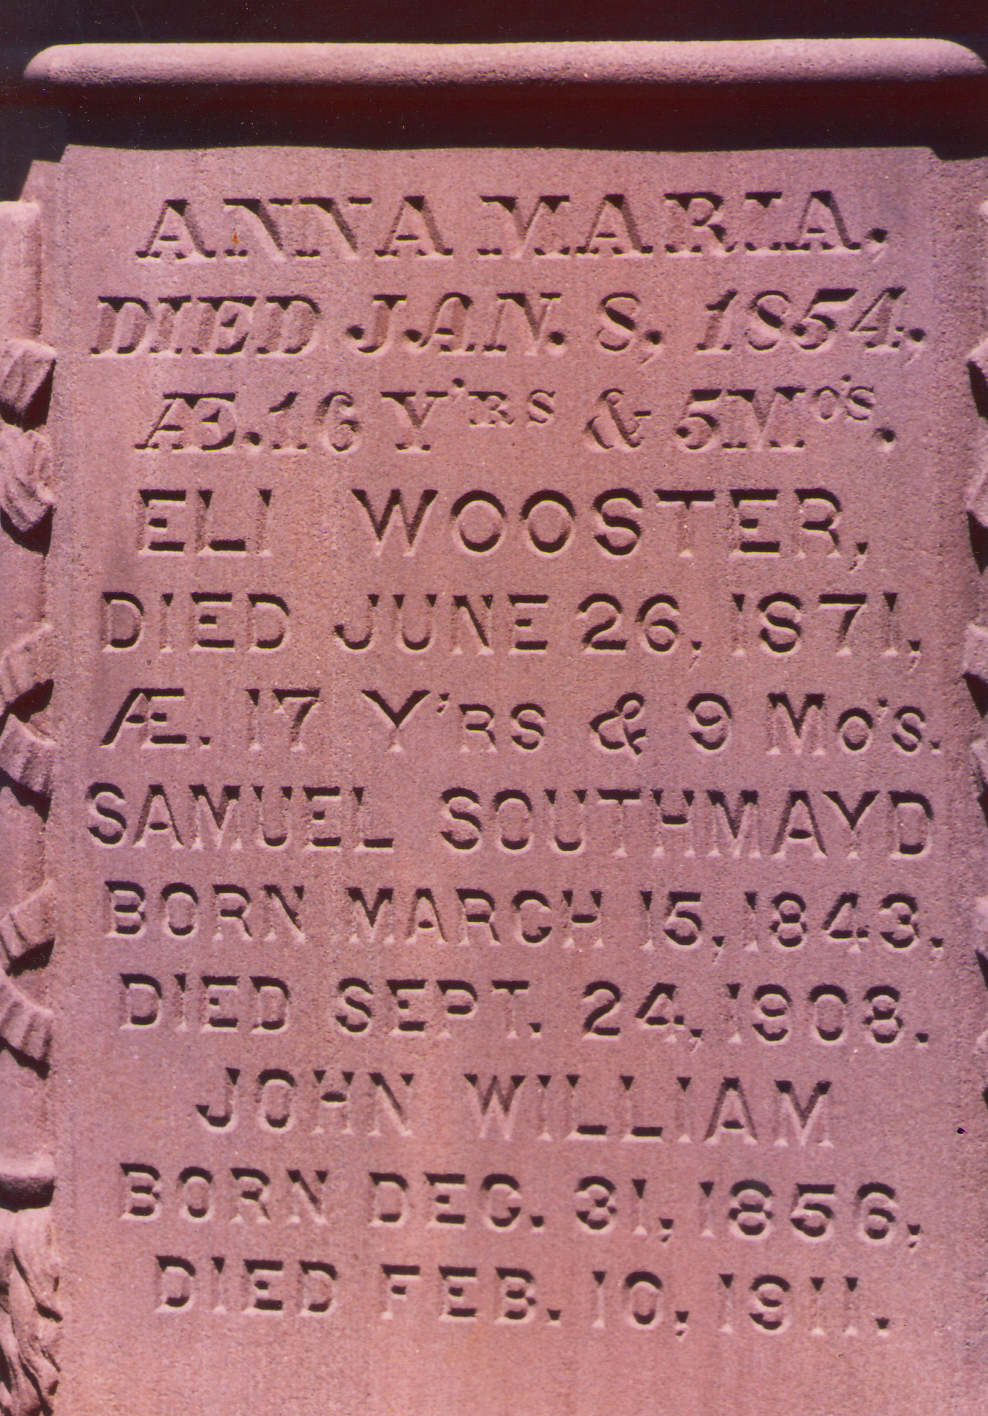 ANNA MARIA,
DIED JAN. 8, 1854,
Æ. 16 Y'RS & 5 Mo's.
ELI WOOSTER,
DIED JUNE 26, 1871,
Æ. 17 Y'RS & 9 Mo's.
SAMUEL SOUTHMAYD
BORN MARCH 15, 1843,
DIED SEPT. 24, 1908.
JOHN WILLIAM
BORN DEC. 31, 1856,
DIED FEB. 10, 1911.